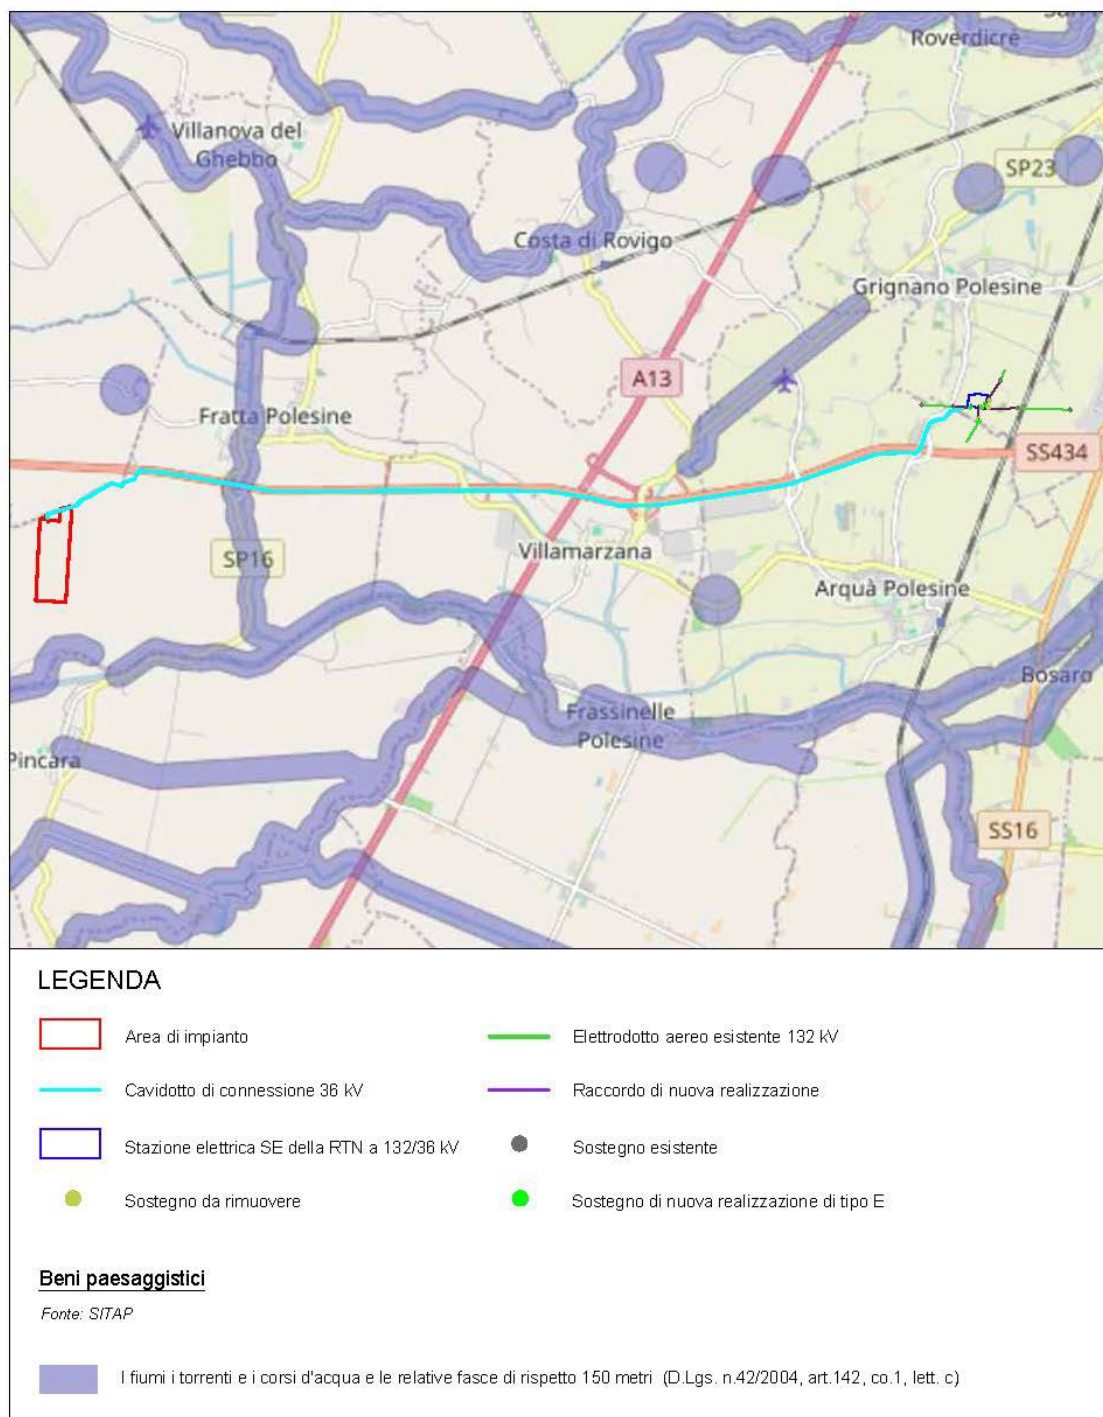 Roverdicrè
Villanova del
Ghebbo
SP23
Costa di Rovigo
Grignano Polesine
A13
Fratta Polesine
SS434
SP16
Villamarzana
Arquà Polesine
Bosaro
Frassinelle
Polesine
Pincara
SS16
LEGENDA
Area di impianto
Elettrodotto aereo esistente 132 kV
Cavidotto di connessione 36 kV
Raccordo di nuova realizzazione
Stazione elettrica SE della RTN a 132/36 kV
Sostegno esistente
Sostegno da rimuovere
Sostegno di nuova realizzazione di tipo E
Beni paesaggistici
Fonte: SITAP
I fiumi i torrenti e i corsi d'acqua e le relative fasce di rispetto 150 metri (D.Lgs. n.42/2004, art.142, co.1, lett. c)